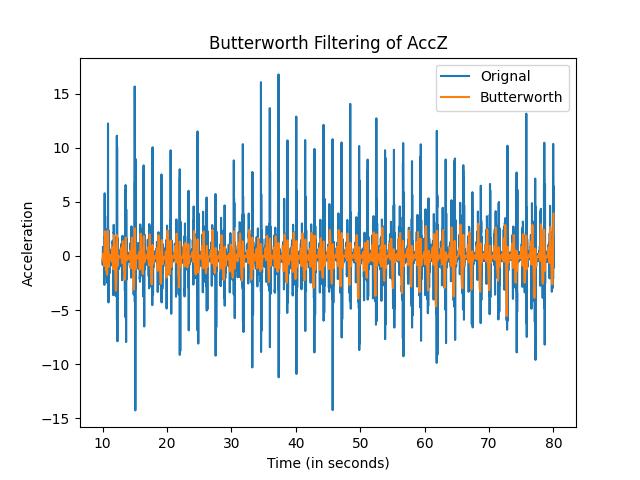 Butterworth Filtering of AccZ
Orignal
Butterworth
Acceleration
15
10
5
0
−5
−10
−15
10 20 30 40 50 60 70 80
Time (in seconds)